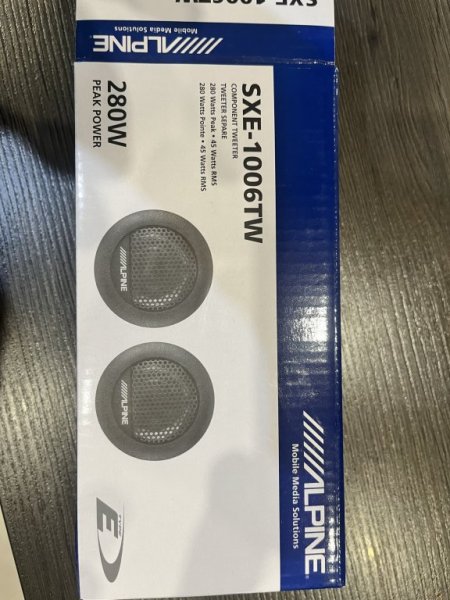 SXE-1006TW
ALPINE
Mobile Media Solutions
SXE-1006TW
COMPONENT TWEETER
TWEETER SEPARE
280 Watts Peak • 45 Watts RMS
280 Watts Pointe • 45 Watts RMS
280W
PEAK POWER
ALPINE
ALPINE
ALPINE
Mobile Media Solutions
E